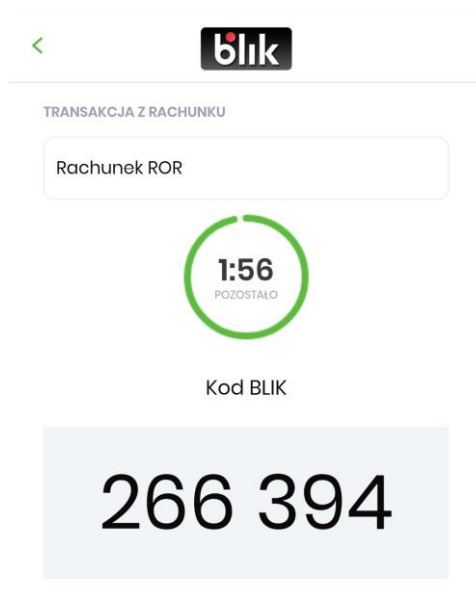 blik
TRANSAKCJA Z RACHUNKU
Rachunek ROR
1:56
POZOSTAŁO
Kod BLIK
266 394